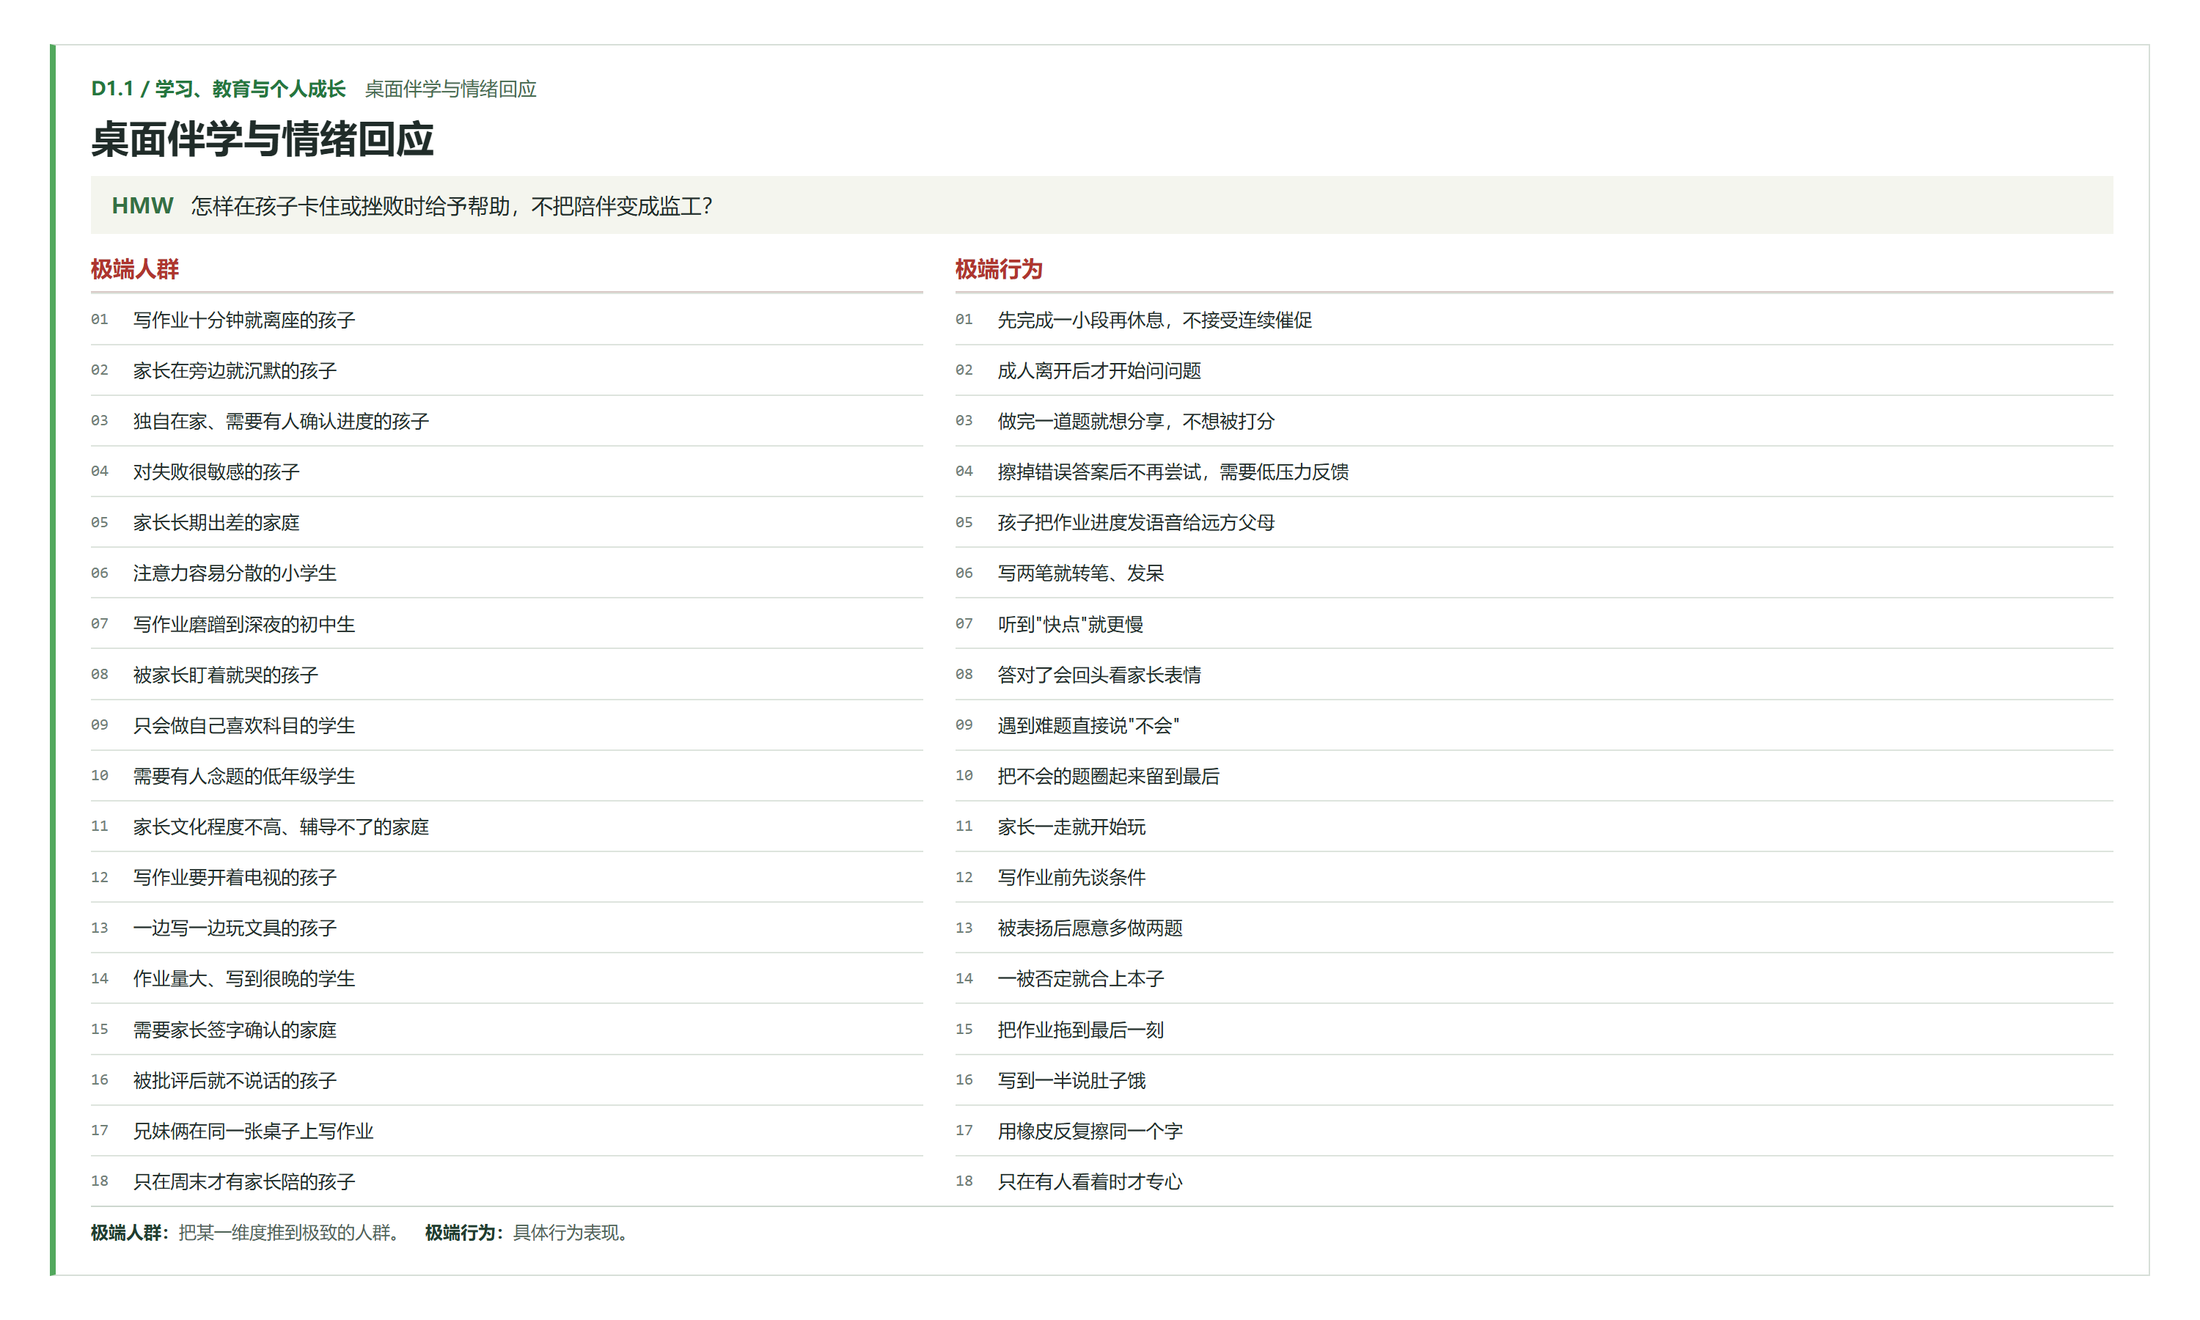 D1.1 / 学习、教育与个人成长 桌面伴学与情绪回应
桌面伴学与情绪回应
HMW 怎样在孩子卡住或挫败时给予帮助，不把陪伴变成监工？
极端人群
01 写作业十分钟就离座的孩子
02 家长在旁边就沉默的孩子
03 独自在家、需要有人确认进度的孩子
04 对失败很敏感的孩子
05 家长长期出差的家庭
06 注意力容易分散的小学生
07 写作业磨蹭到深夜的初中生
08 被家长盯着就哭的孩子
09 只会做自己喜欢科目的学生
10 需要有人念题的低年级学生
11 家长文化程度不高、辅导不了的家庭
12 写作业要开着电视的孩子
13 一边写一边玩文具的孩子
14 作业量大、写到很晚的学生
15 需要家长签字确认的家庭
16 被批评后就不说话的孩子
17 兄妹俩在同一张桌子上写作业
18 只在周末才有家长陪的孩子
极端行为
01 先完成一小段再休息，不接受连续催促
02 成人离开后才开始问问题
03 做完一道题就想分享，不想被打分
04 擦掉错误答案后不再尝试，需要低压力反馈
05 孩子把作业进度发语音给远方父母
06 写两笔就转笔、发呆
07 听到"快点"就更慢
08 答对了会回头看家长表情
09 遇到难题直接说"不会"
10 把不会的题圈起来留到最后
11 家长一走就开始玩
12 写作业前先谈条件
13 被表扬后愿意多做两题
14 一被否定就合上本子
15 把作业拖到最后一刻
16 写到一半说肚子饿
17 用橡皮反复擦同一个字
18 只在有人看着时才专心
极端人群：把某一维度推到极致的人群。 极端行为：具体行为表现。